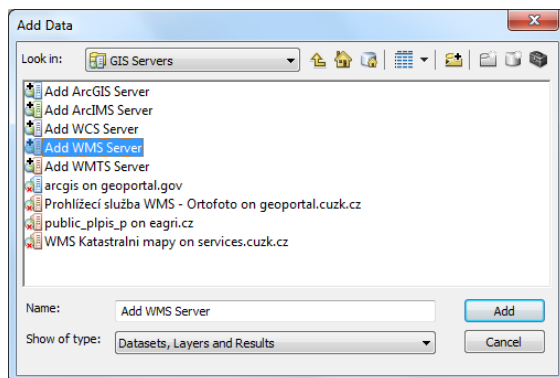 Add Data
Look in: GIS Servers
Add ArcGIS Server
Add ArcIMS Server
Add WCS Server
Add WMS Server
Add WMTS Server
arcgis on geoportal.gov
Prohlížecí služba WMS - Ortofoto on geoportal.cuzk.cz
public_plpis_p on eagri.cz
WMS Katastralni mapy on services.cuzk.cz
Name: Add WMS Server Add
Show of type: Datasets, Layers and Results Cancel